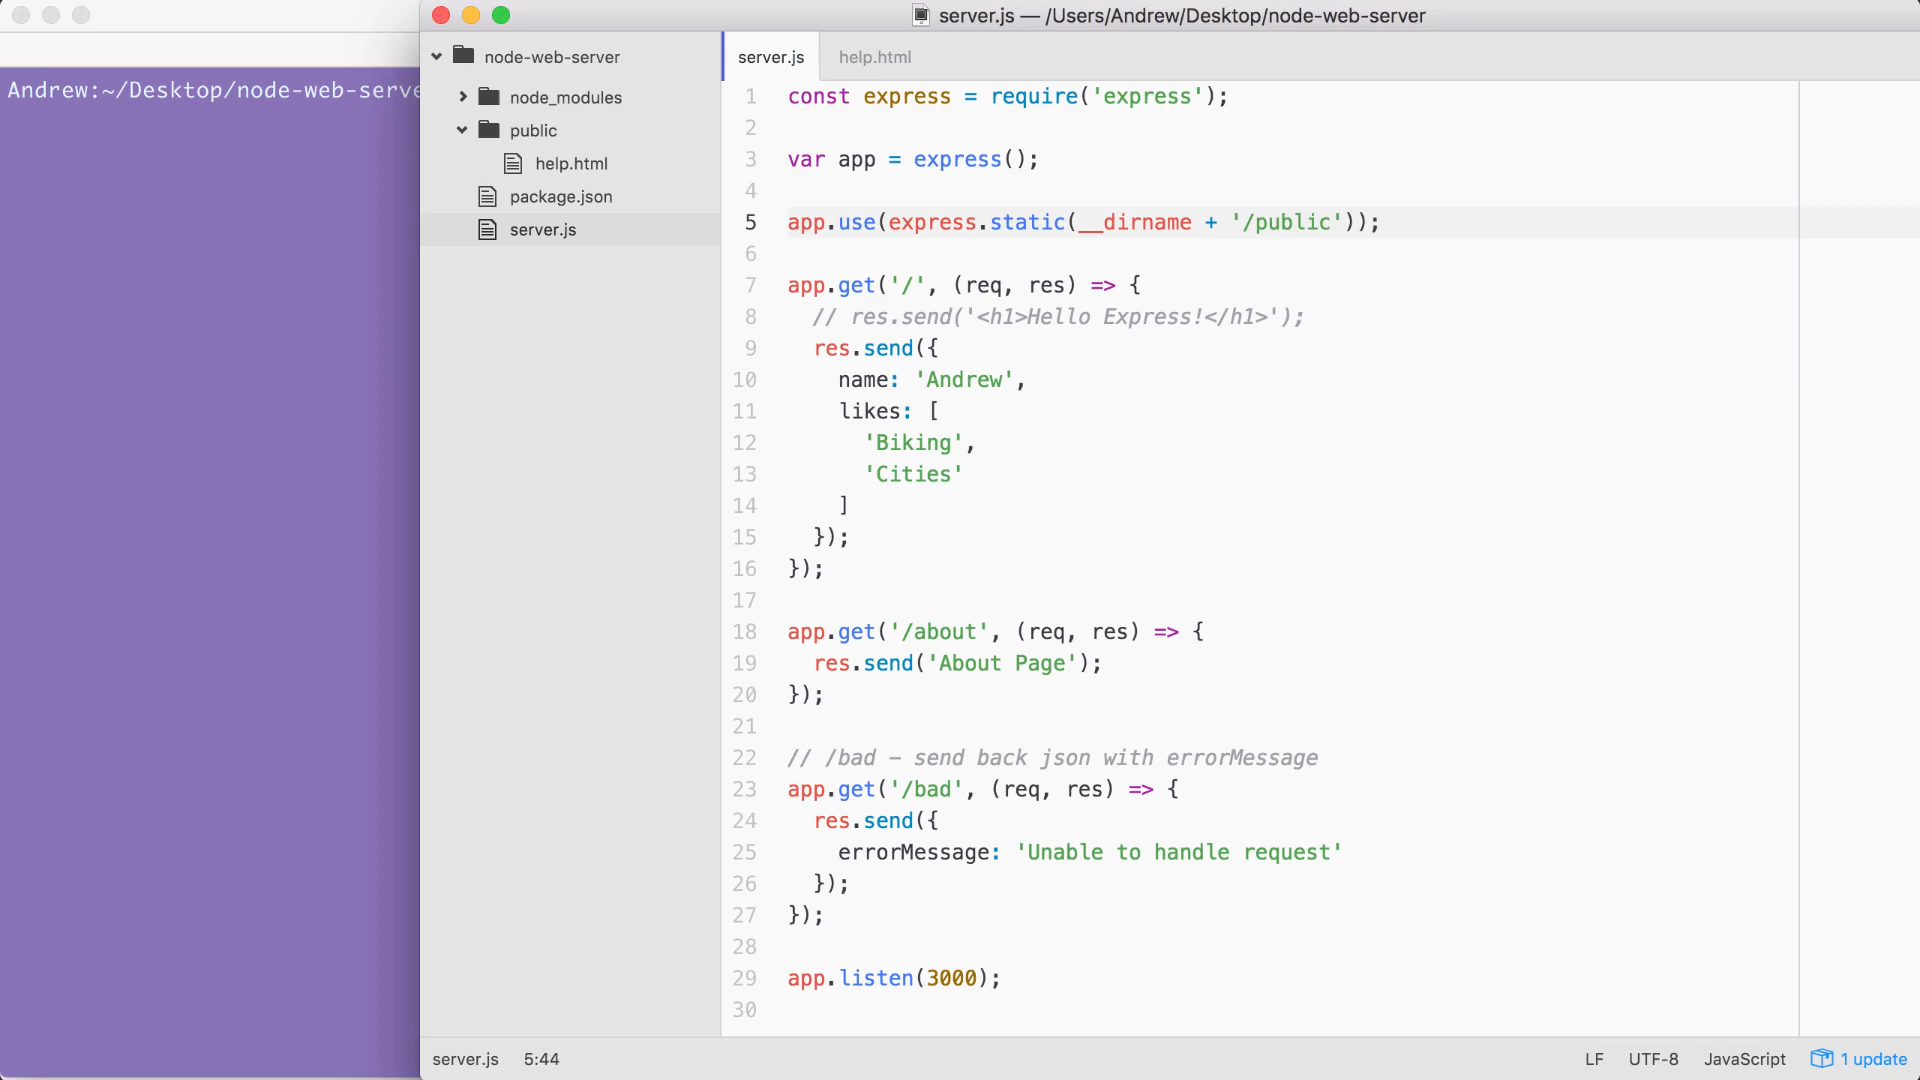 server.js — /Users/Andrew/Desktop/node-web-server
Andrew:~/Desktop/node-web-serve
node-web-server
node_modules
public
help.html
package.json
server.js
server.js help.html
1 const express = require('express');
2
3 var app = express();
4
5 app.use(express.static(__dirname + '/public'));
6
7 app.get('/', (req, res) => {
8   // res.send('<h1>Hello Express!</h1>');
9   res.send({
10     name: 'Andrew',
11     likes: [
12       'Biking',
13       'Cities'
14     ]
15   });
16 });
17
18 app.get('/about', (req, res) => {
19   res.send('About Page');
20 });
21
22 // /bad - send back json with errorMessage
23 app.get('/bad', (req, res) => {
24   res.send({
25     errorMessage: 'Unable to handle request'
26   });
27 });
28
29 app.listen(3000);
30
server.js 5:44 LF UTF-8 JavaScript 1 update